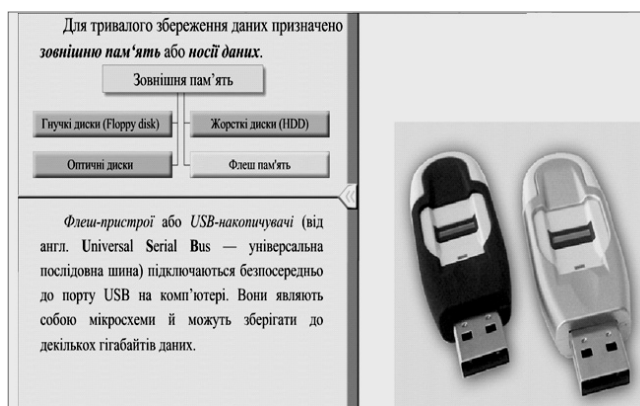 Для тривалого збереження даних призначено
зовнішню пам‘ять або носії даних.
Зовнішня пам’ять
Гнучкі диски (Floppy disk)
Жорсткі диски (HDD)
Оптичні диски
Флеш пам'ять
Флеш-пристрої або USB-накопичувачі (від
англ. Universal Serial Bus — універсальна
послідовна шина) підключаються безпосередньо
до порту USB на комп’ютері. Вони являють
собою мікросхеми й можуть зберігати до
декількох гігабайтів даних.